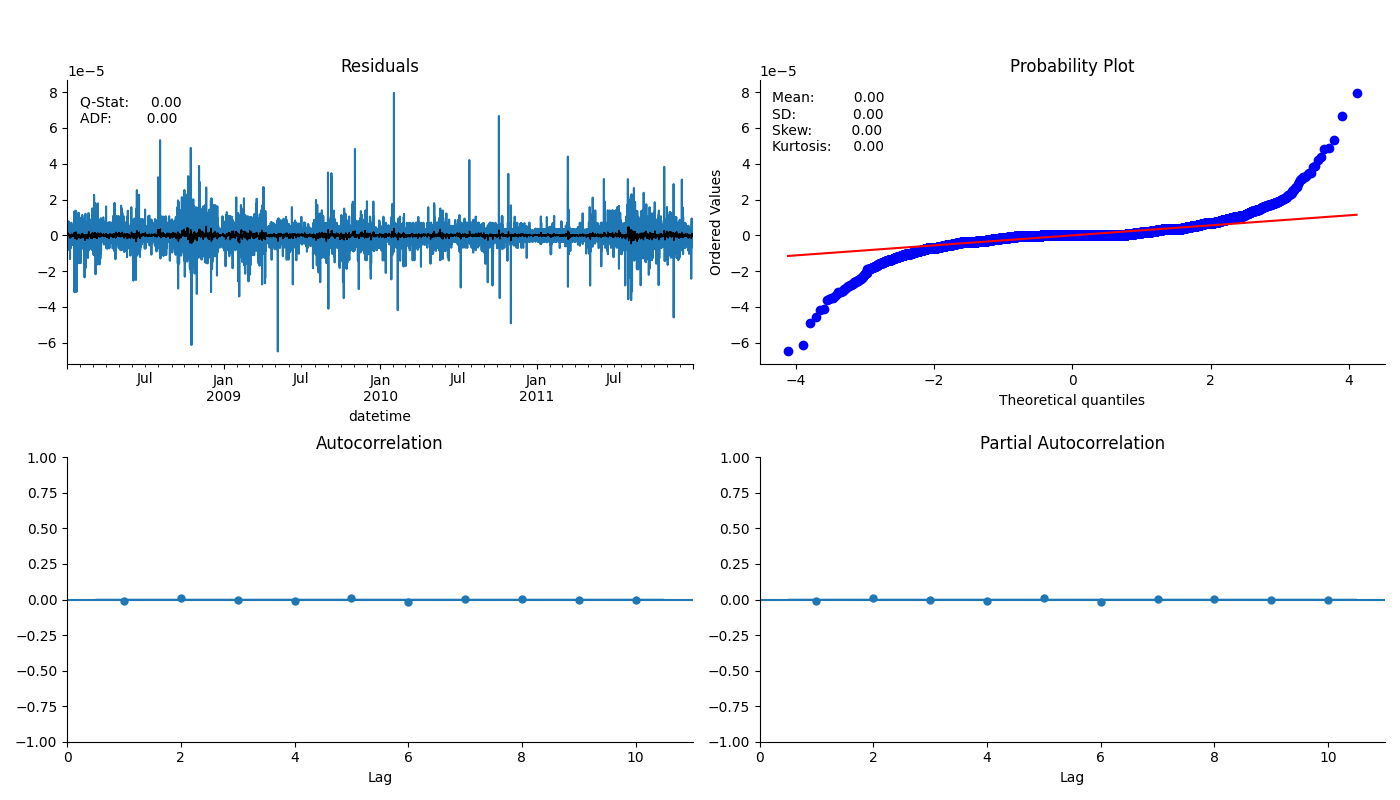 Residuals
1e−5
Q-Stat: 0.00
ADF: 0.00
8
6
4
2
0
−2
−4
−6
Jul Jan Jul Jan Jul Jan Jul
2009 2010 2011
datetime
Probability Plot
1e−5
Mean: 0.00
SD: 0.00
Skew: 0.00
Kurtosis: 0.00
Ordered Values
8
6
4
2
0
−2
−4
−6
−4 −2 0 2 4
Theoretical quantiles
Autocorrelation
1.00
0.75
0.50
0.25
0.00
−0.25
−0.50
−0.75
−1.00
0 2 4 6 8 10
Lag
Partial Autocorrelation
1.00
0.75
0.50
0.25
0.00
−0.25
−0.50
−0.75
−1.00
0 2 4 6 8 10
Lag